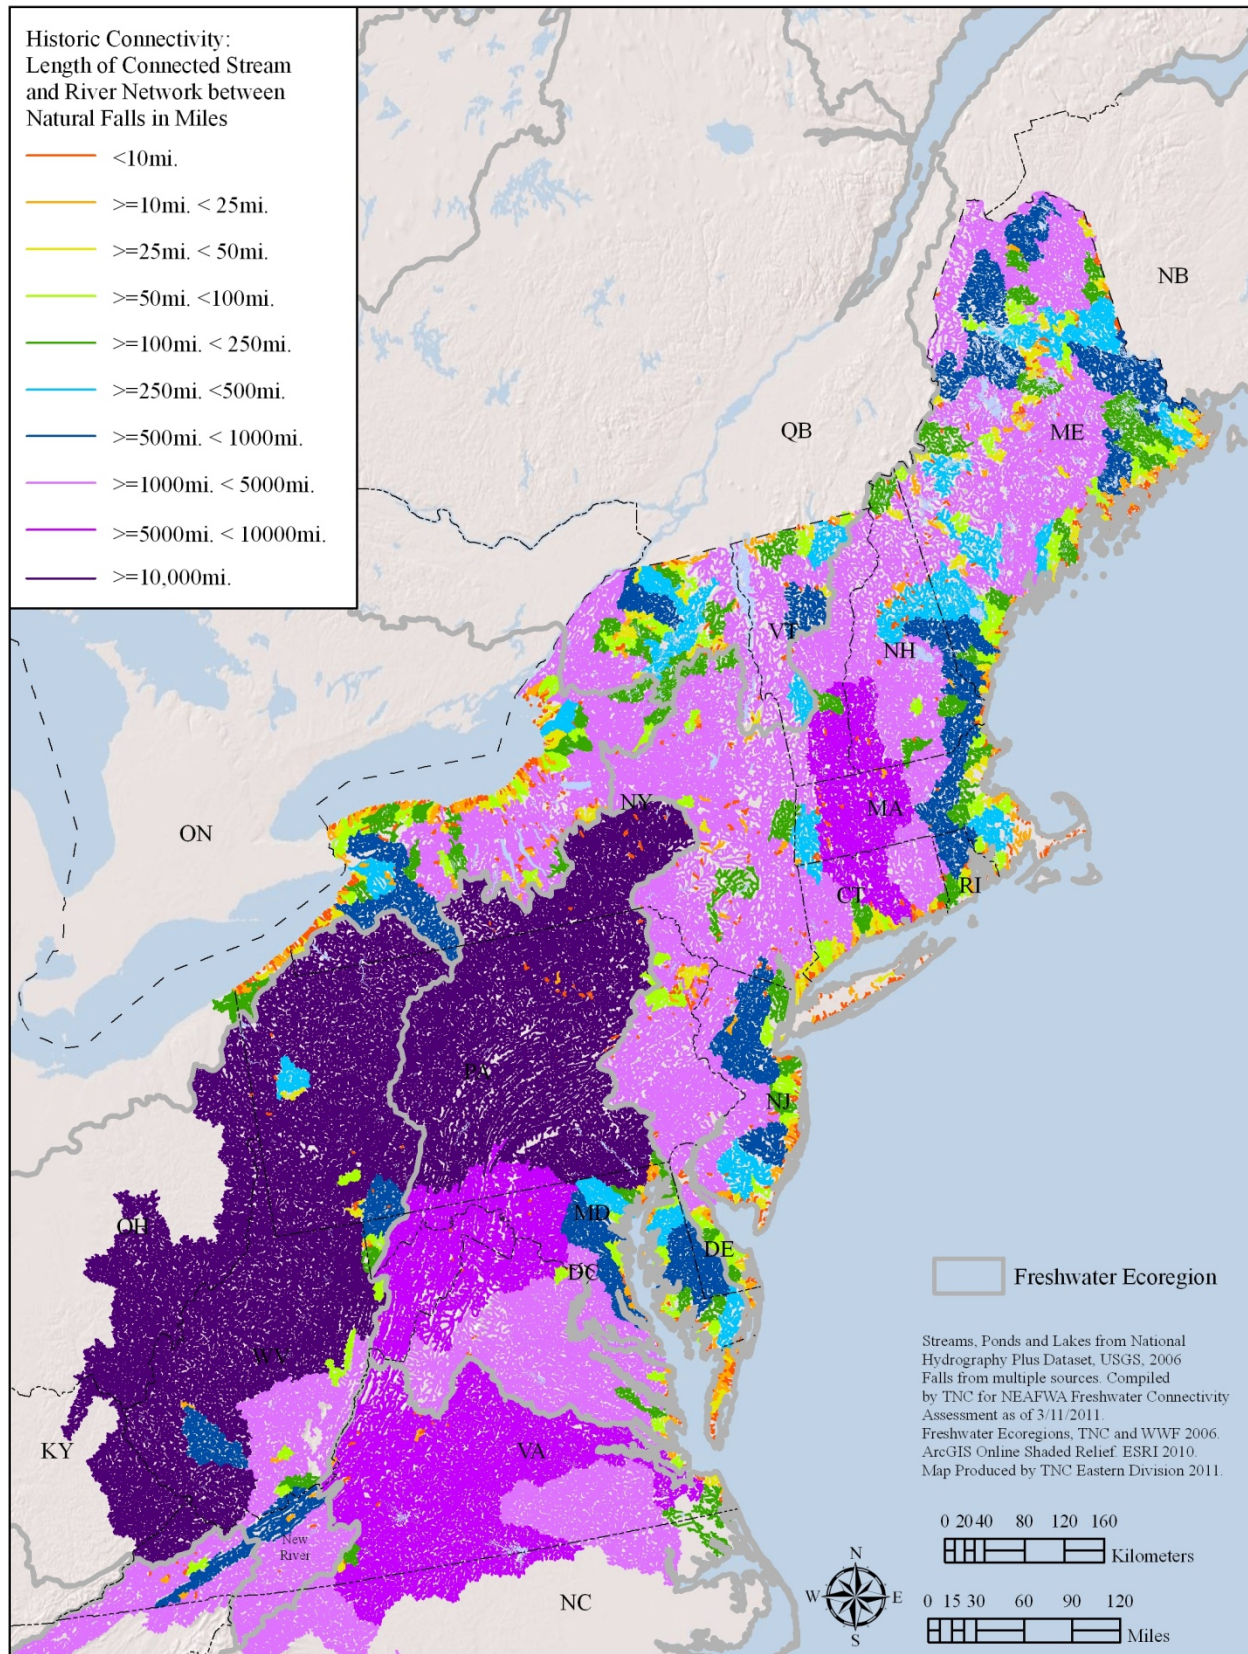 Historic Connectivity:
Length of Connected Stream
and River Network between
Natural Falls in Miles
<10mi.
>=10mi. < 25mi.
>=25mi. < 50mi.
>=50mi. <100mi.
>=100mi. < 250mi.
>=250mi. <500mi.
>=500mi. < 1000mi.
>=1000mi. < 5000mi.
>=5000mi. < 10000mi.
>=10,000mi.
NB
QB
ME
VT
NH
ON
NY
MA
CT
RI
PA
NJ
OH
MD
DE
DC
WV
KY
VA
New
River
NC
Freshwater Ecoregion
Streams, Ponds and Lakes from National
Hydrography Plus Dataset, USGS, 2006
Falls from multiple sources. Compiled
by TNC for NEAFWA Freshwater Connectivity
Assessment as of 3/11/2011.
Freshwater Ecoregions, TNC and WWF 2006.
ArcGIS Online Shaded Relief. ESRI 2010.
Map Produced by TNC Eastern Division 2011.
0 20 40 80 120 160
Kilometers
N
W E
S
0 15 30 60 90 120
Miles